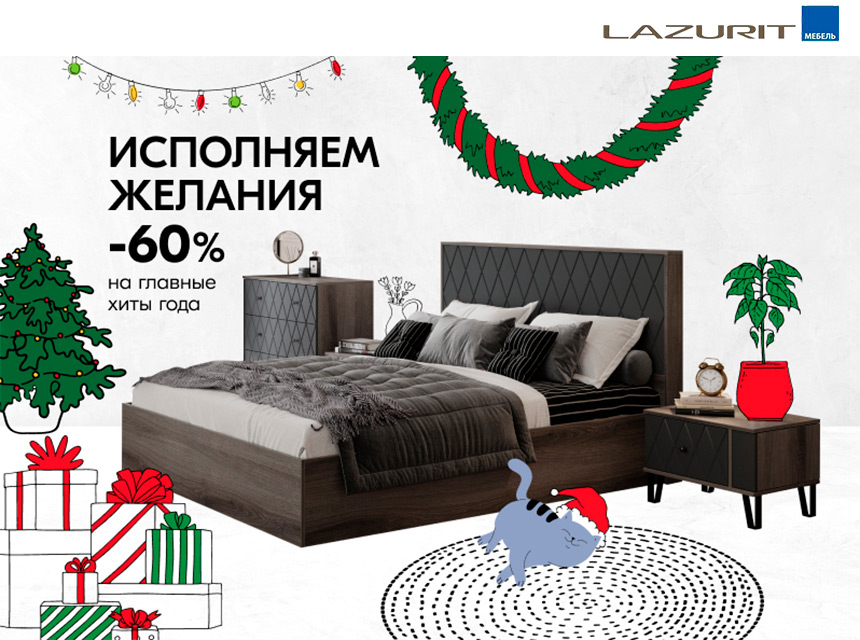 LAZURIT
МЕБЕЛЬ
ИСПОЛНЯЕМ
ЖЕЛАНИЯ
-60%
на главные
хиты года